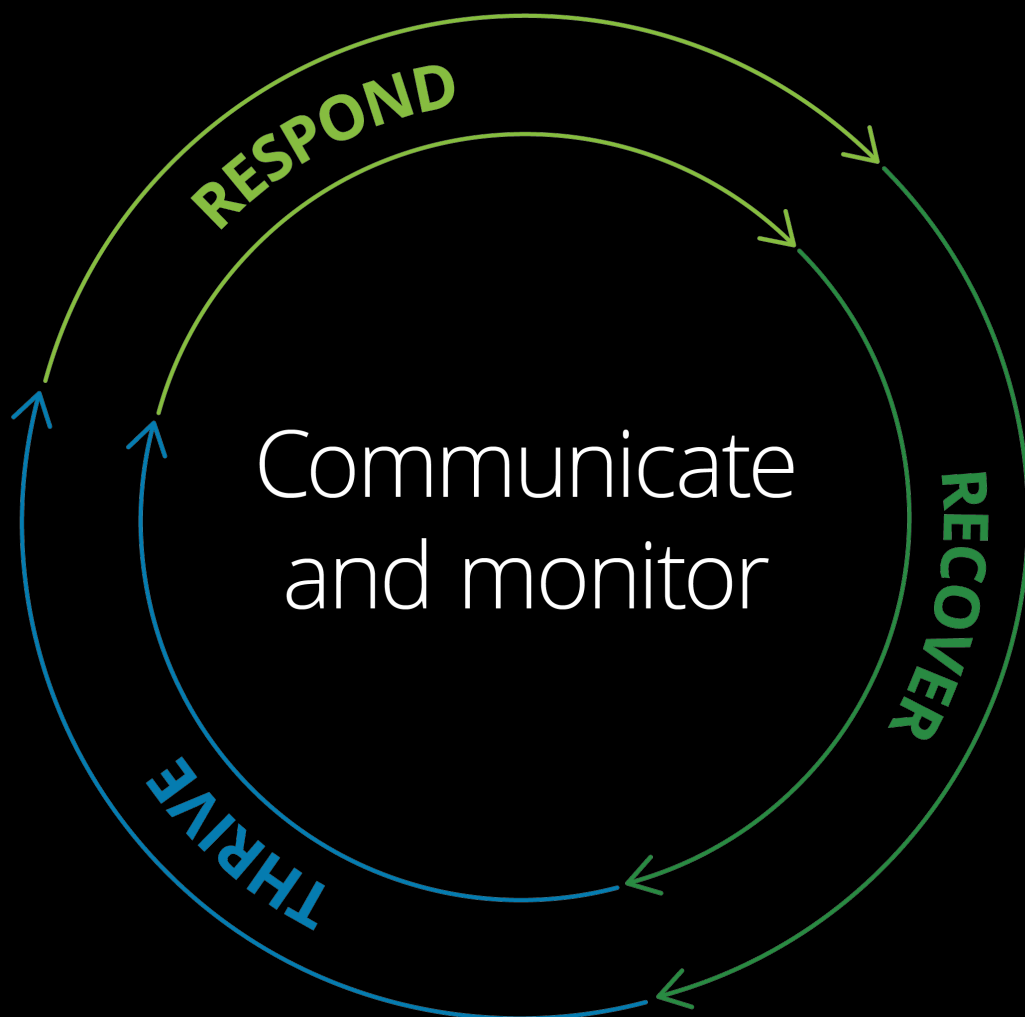 RESPOND
Communicate
and monitor
RECOVER
THRIVE